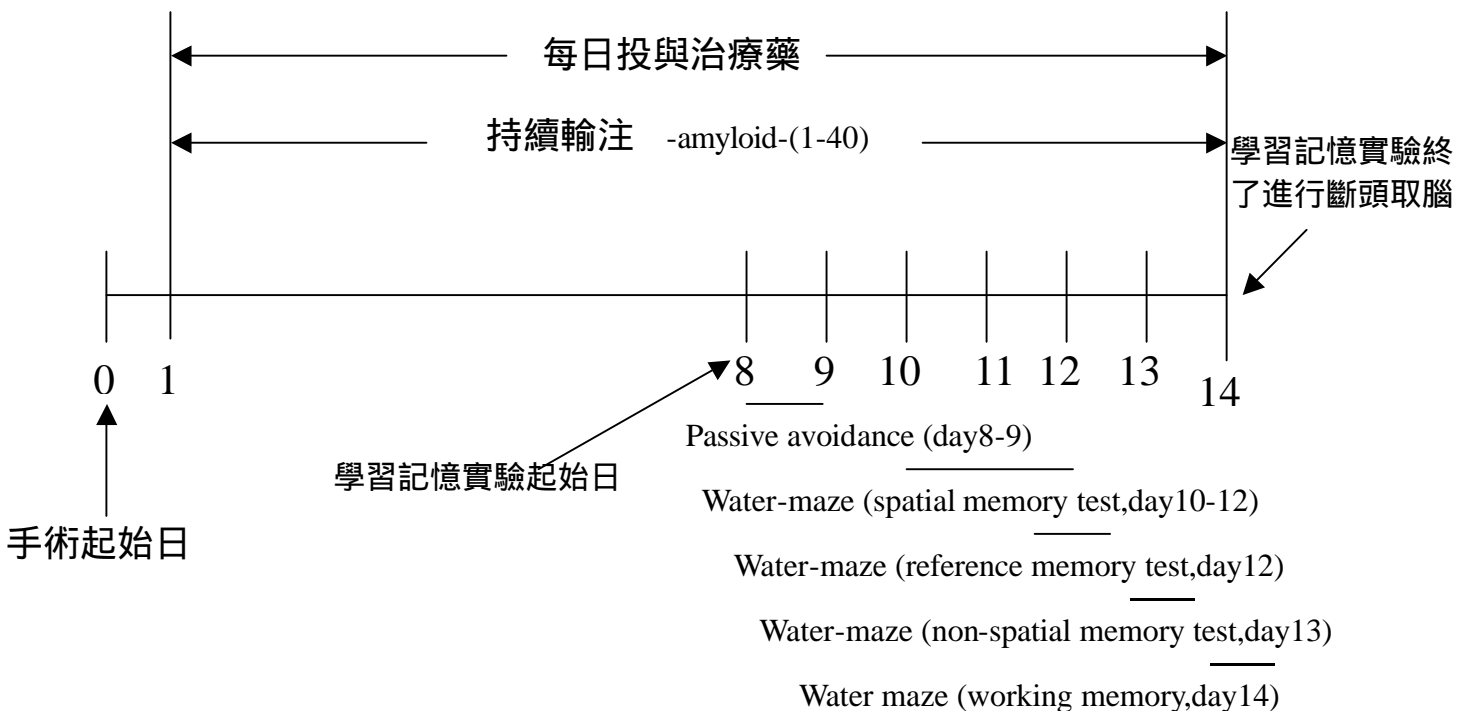 每日投與治療藥
持續輸注 -amyloid-(1-40)
學習記憶實驗終
了進行斷頭取腦
0 1 8 9 10 11 12 13 14
Passive avoidance (day8-9)
學習記憶實驗起始日
Water-maze (spatial memory test,day10-12)
手術起始日
Water-maze (reference memory test,day12)
Water-maze (non-spatial memory test,day13)
Water maze (working memory,day14)